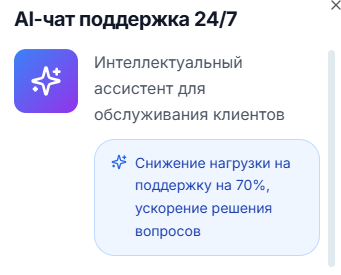 AI-чат поддержка 24/7
Интеллектуальный
ассистент для
обслуживания клиентов
Снижение нагрузки на
поддержку на 70%,
ускорение решения
вопросов